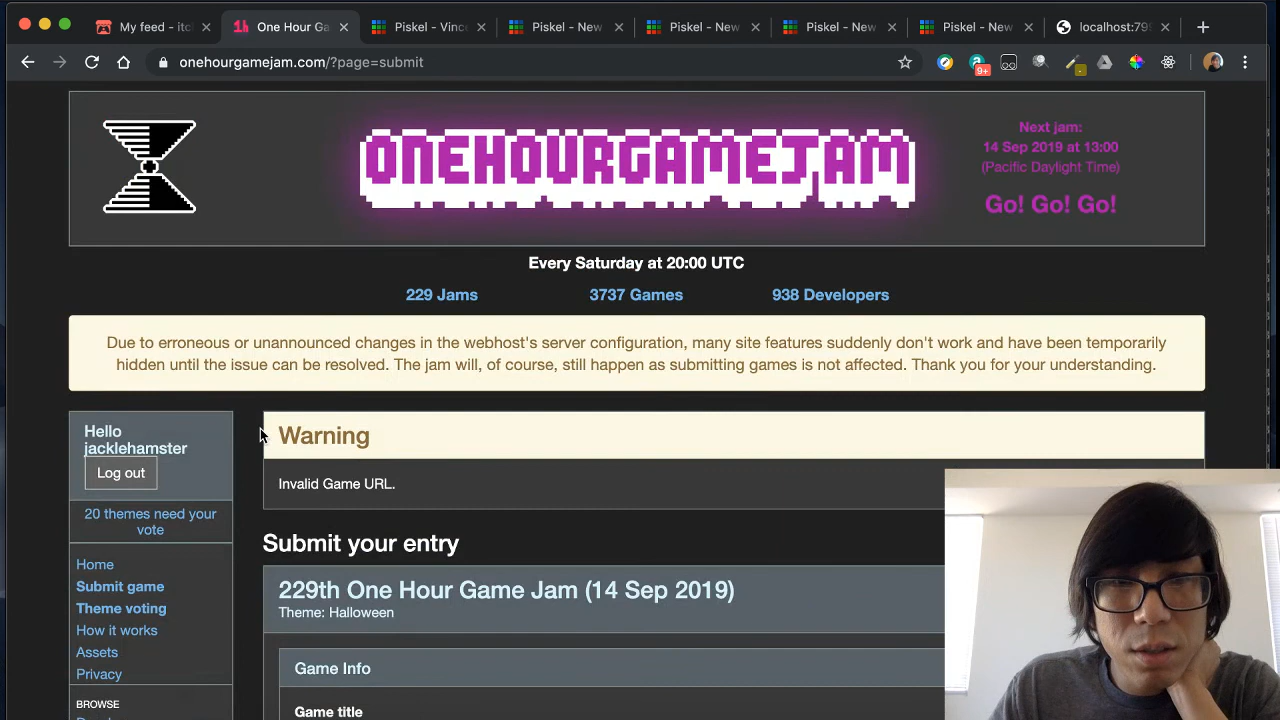 My feed - itch
One Hour Ga
Piskel - Vince
Piskel - New
Piskel - New
Piskel - New
Piskel - New
localhost:799
onehourgamejam.com/?page=submit
9+
ONEHOURGAMEJAM
Next jam:
14 Sep 2019 at 13:00
(Pacific Daylight Time)
Go! Go! Go!
Every Saturday at 20:00 UTC
229 Jams
3737 Games
938 Developers
Due to erroneous or unannounced changes in the webhost's server configuration, many site features suddenly don't work and have been temporarily
hidden until the issue can be resolved. The jam will, of course, still happen as submitting games is not affected. Thank you for your understanding.
Hello
jacklehamster
Log out
20 themes need your
vote
Home
Submit game
Theme voting
How it works
Assets
Privacy
BROWSE
Warning
Invalid Game URL.
Submit your entry
229th One Hour Game Jam (14 Sep 2019)
Theme: Halloween
Game Info
Game title